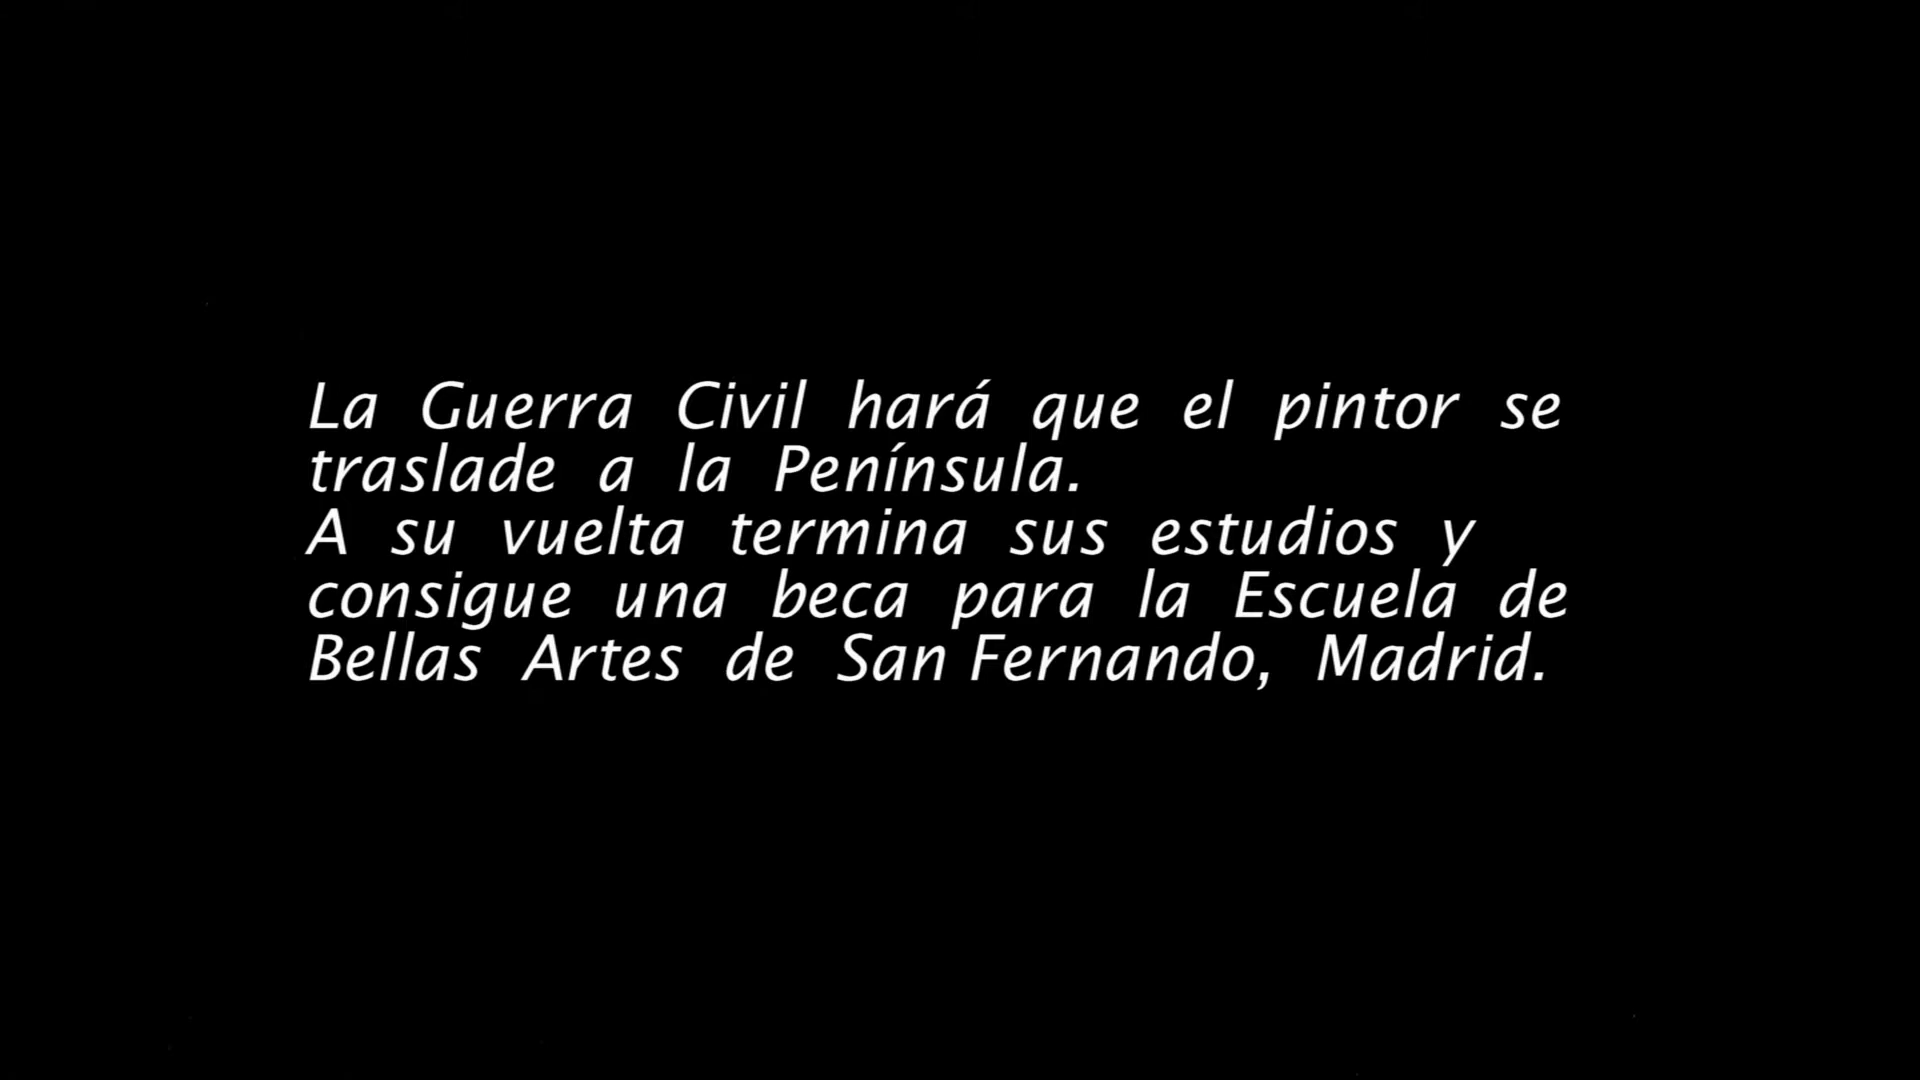 La Guerra Civil hará que el pintor se
traslade a la Península.
A su vuelta termina sus estudios y
consigue una beca para la Escuela de
Bellas Artes de San Fernando, Madrid.